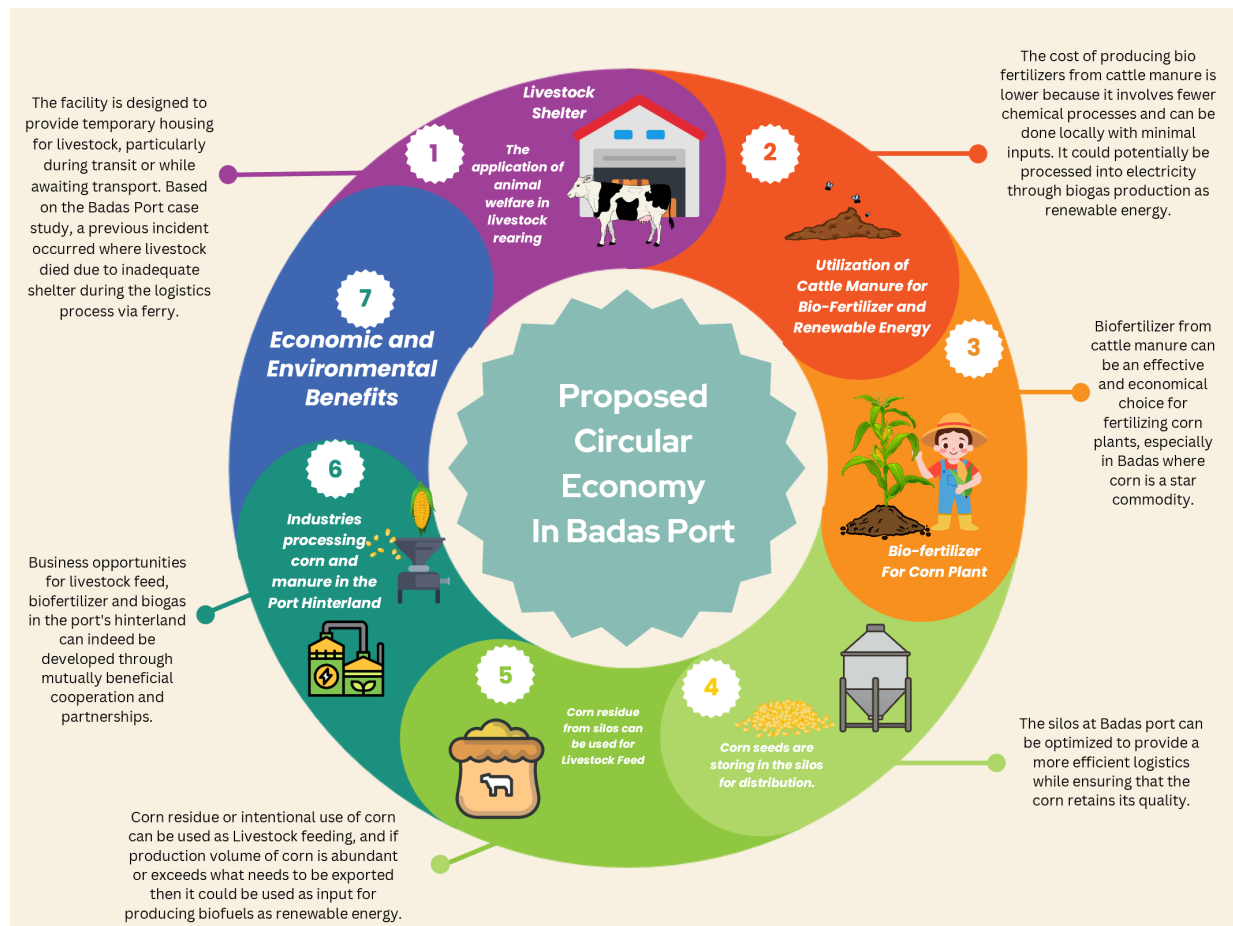 Proposed
Circular
Economy
In Badas Port
1
Livestock
Shelter
The
application of
animal
welfare in
livestock
rearing
The facility is designed to
provide temporary housing
for livestock, particularly
during transit or while
awaiting transport. Based
on the Badas Port case
study, a previous incident
occurred where livestock
died due to inadequate
shelter during the logistics
process via ferry.
2
Utilization of
Cattle Manure for
Bio-Fertilizer and
Renewable Energy
The cost of producing bio
fertilizers from cattle manure is
lower because it involves fewer
chemical processes and can be
done locally with minimal
inputs. It could potentially be
processed into electricity
through biogas production as
renewable energy.
3
Bio-fertilizer
For Corn Plant
Biofertilizer from
cattle manure can
be an effective
and economical
choice for
fertilizing corn
plants, especially
in Badas where
corn is a star
commodity.
4
Corn seeds are
storing in the silos
for distribution.
The silos at Badas port can
be optimized to provide a
more efficient logistics
while ensuring that the
corn retains its quality.
5
Corn residue
from silos can
be used for
Livestock Feed
Corn residue or intentional use of corn
can be used as Livestock feeding, and if
production volume of corn is abundant
or exceeds what needs to be exported
then it could be used as input for
producing biofuels as renewable energy.
6
Industries
processing
corn and
manure in the
Port Hinterland
Business opportunities
for livestock feed,
biofertilizer and biogas
in the port's hinterland
can indeed be
developed through
mutually beneficial
cooperation and
partnerships.
7
Economic and
Environmental
Benefits